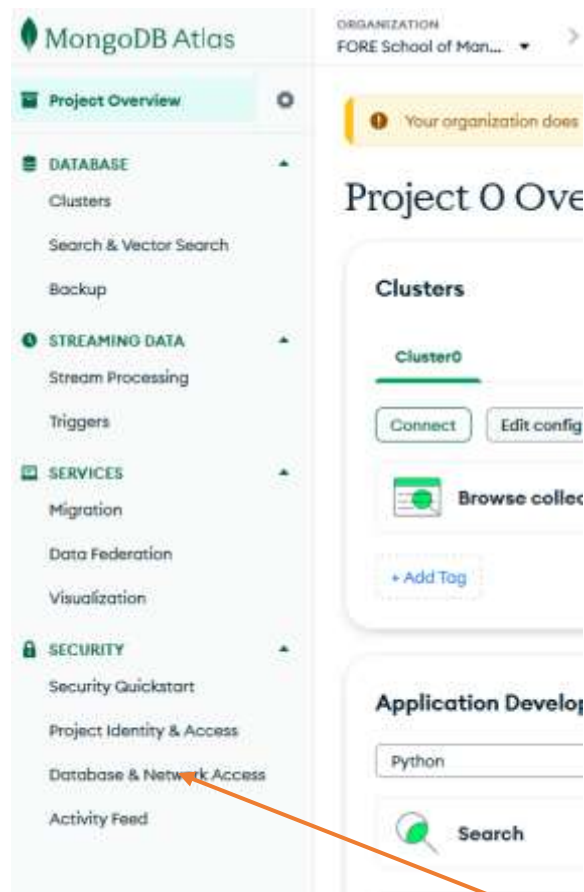 MongoDB Atlas
Project Overview
DATABASE
Clusters
Search & Vector Search
Backup
STREAMING DATA
Stream Processing
Triggers
SERVICES
Migration
Data Federation
Visualization
SECURITY
Security Quickstart
Project Identity & Access
Database & Network Access
Activity Feed
ORGANIZATION
FORE School of Man...
Your organization does
Project 0 Ove
Clusters
Cluster0
Connect
Edit config
Browse collec
+ Add Tag
Application Develop
Python
Search